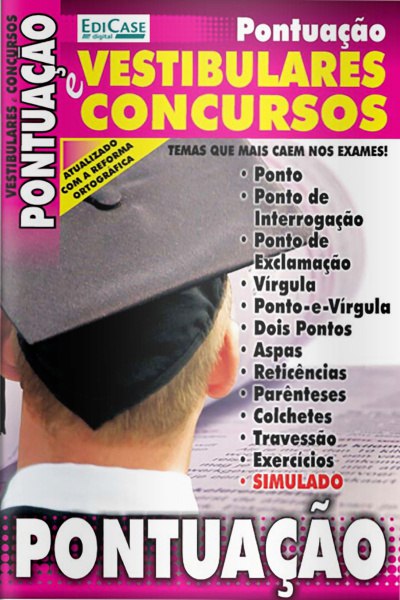 EDICASE
digital
Pontuação
e VESTIBULARES
CONCURSOS
VESTIBULARES e CONCURSOS
PONTUAÇÃO
ATUALIZADO
COM A REFORMA
ORTOGRÁFICA
TEMAS QUE MAIS CAEM NOS EXAMES!
• Ponto
• Ponto de
Interrogação
• Ponto de
Exclamação
• Vírgula
• Ponto-e-Vírgula
• Dois Pontos
• Aspas
• Reticências
• Parênteses
• Colchetes
• Travessão
• Exercícios
• SIMULADO
PONTUAÇÃO